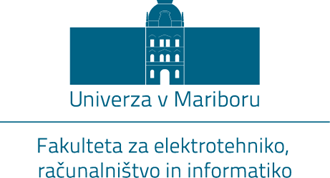 Univerza v Mariboru
Fakulteta za elektrotehniko,
računalništvo in informatiko